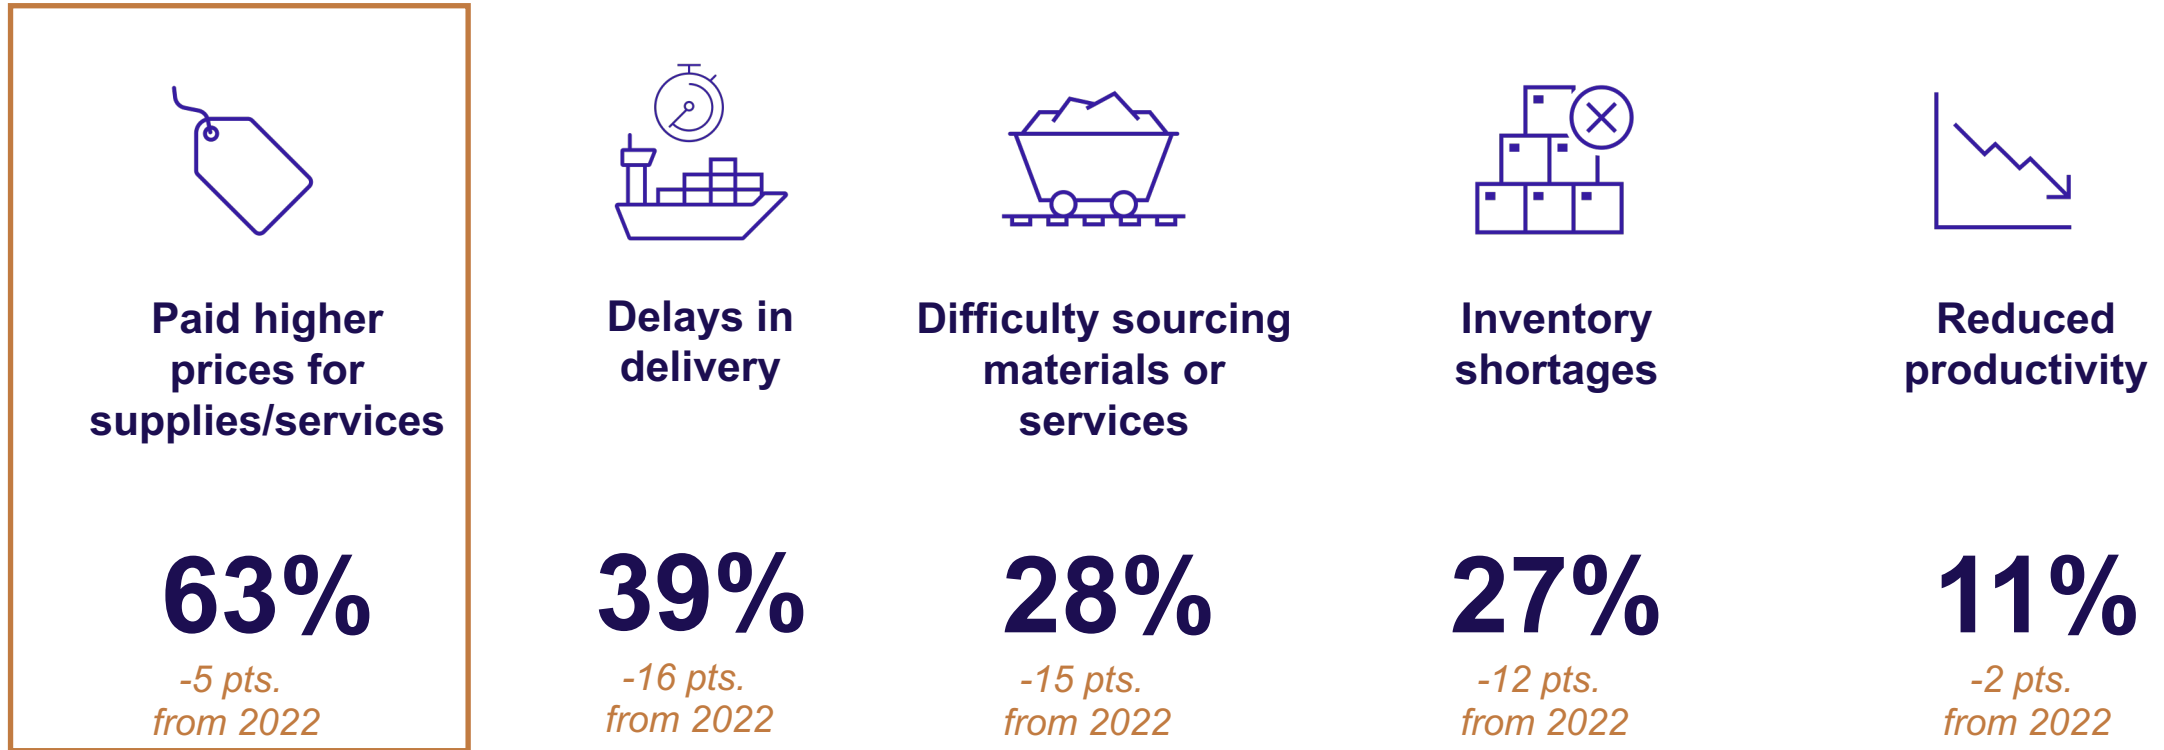 Paid higher
prices for
supplies/services
63%
-5 pts.
from 2022
Delays in
delivery
39%
-16 pts.
from 2022
Difficulty sourcing
materials or
services
28%
-15 pts.
from 2022
Inventory
shortages
27%
-12 pts.
from 2022
Reduced
productivity
11%
-2 pts.
from 2022